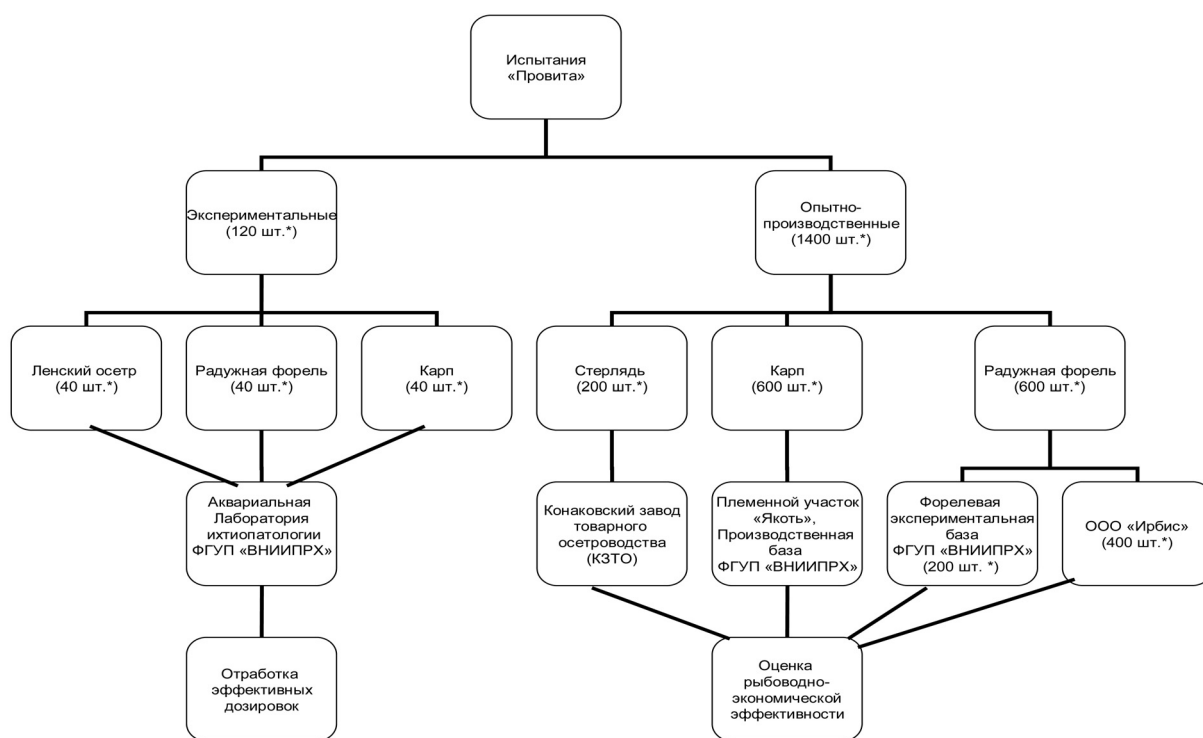 Испытания
«Провита»
Экспериментальные
(120 шт.*)
Опытно-
производственные
(1400 шт.*)
Ленский осетр
(40 шт.*)
Радужная форель
(40 шт.*)
Карп
(40 шт.*)
Стерлядь
(200 шт.*)
Карп
(600 шт.*)
Радужная форель
(600 шт.*)
Аквариальная
Лаборатория
ихтиопатологии
ФГУП «ВНИИПРХ»
Конаковский завод
товарного
осетроводства
(КЗТО)
Племенной участок
«Якоть»,
Производственная
база
ФГУП «ВНИИПРХ»
Форелевая
экспериментальная
база
ФГУП «ВНИИПРХ»
(200 шт. *)
ООО «Ирбис»
(400 шт.*)
Отработка
эффективных
дозировок
Оценка
рыбоводно-
экономической
эффективности